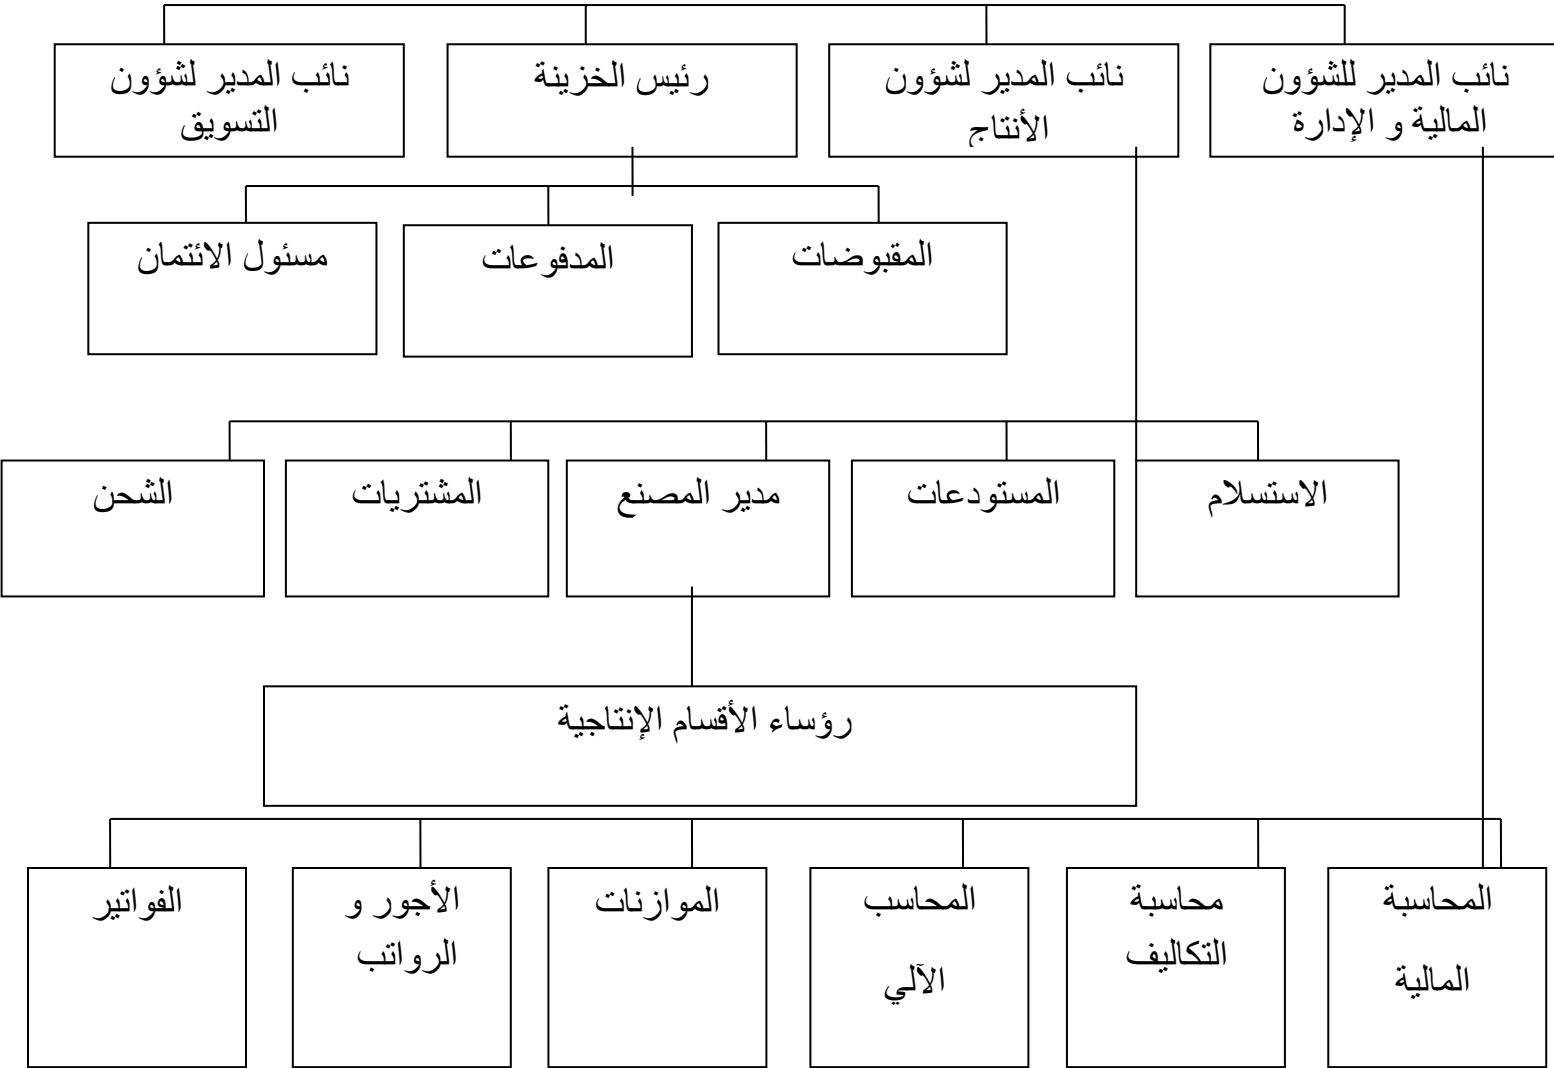 نائب المدير للشؤون
المالية و الإدارة
نائب المدير لشؤون
الأنتاج
رئيس الخزينة
نائب المدير لشؤون
التسويق
المقبوضات
المدفوعات
مسئول الائتمان
الاستسلام
المستودعات
مدير المصنع
المشتريات
الشحن
رؤساء الأقسام الإنتاجية
المحاسبة
المالية
محاسبة
التكاليف
المحاسب
الآلي
الموازنات
الأجور و
الرواتب
الفواتير